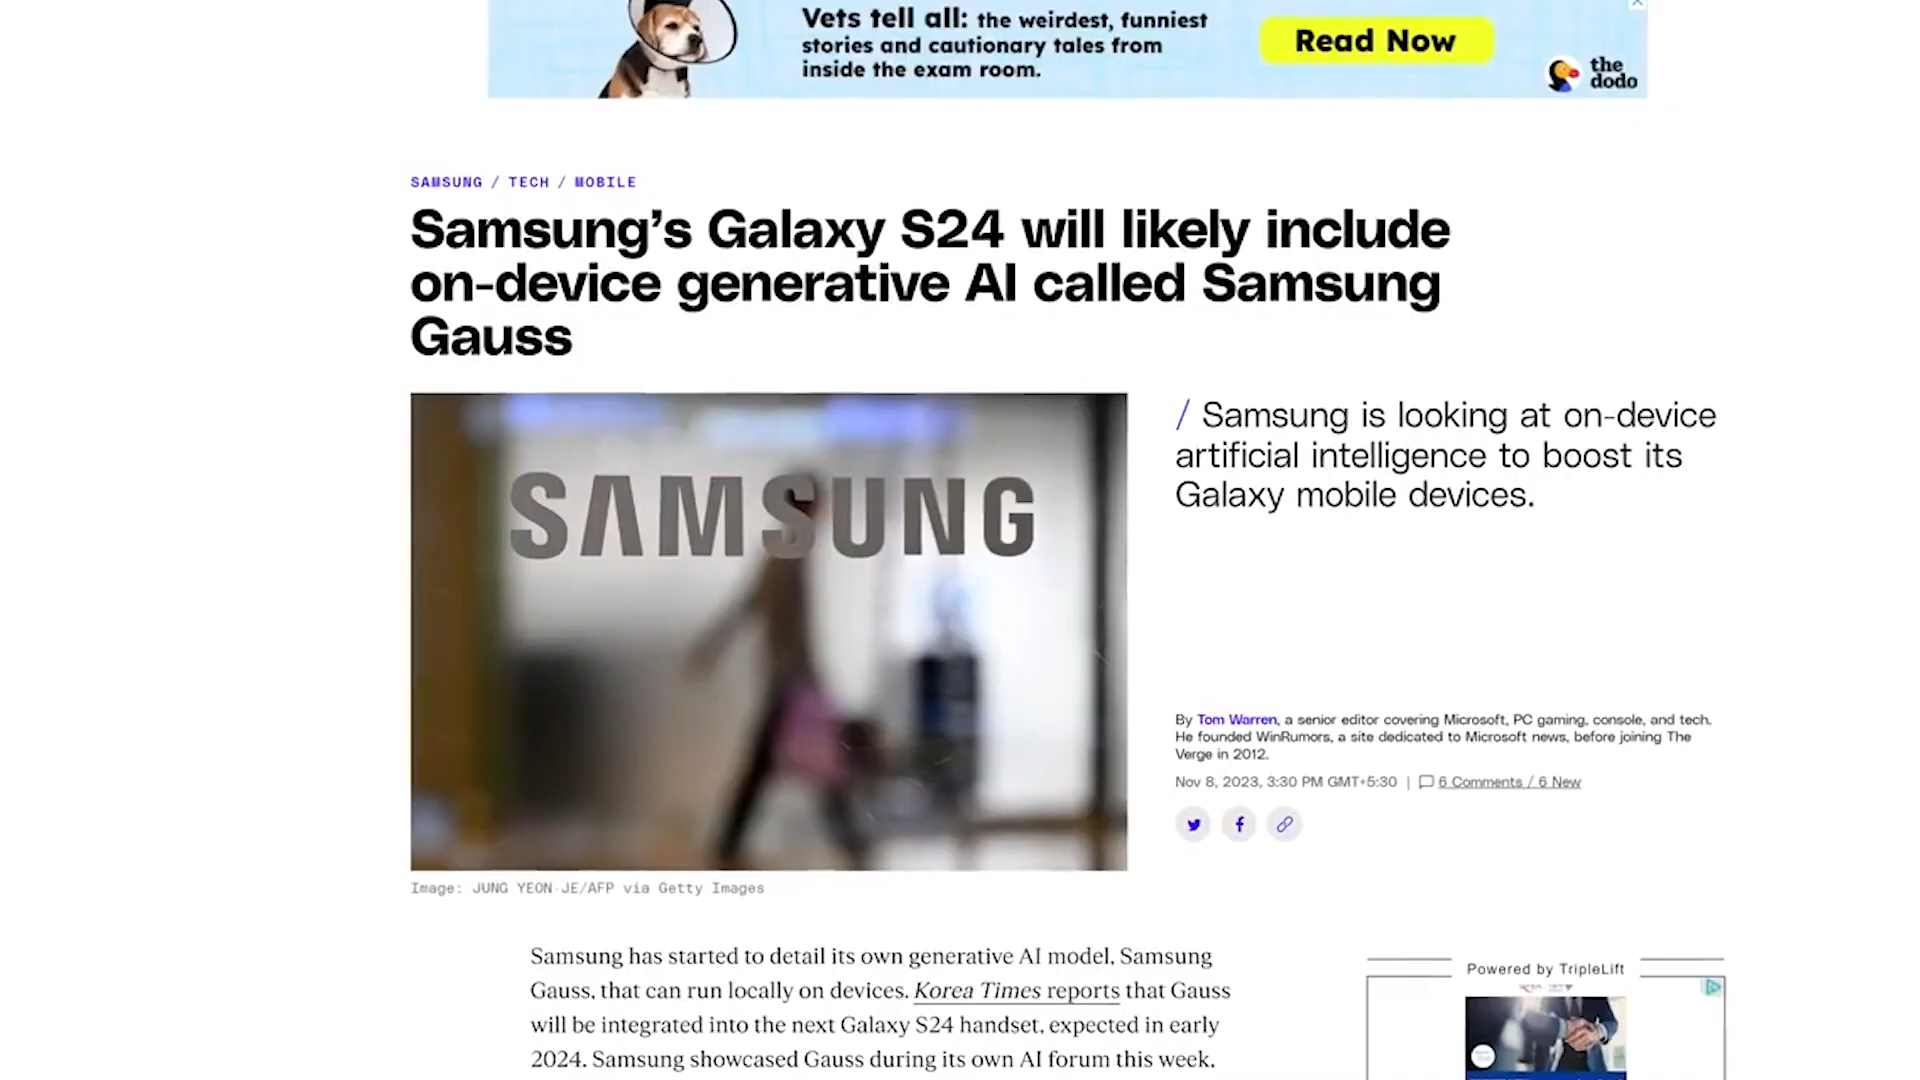 Vets tell all: the weirdest, funniest
stories and cautionary tales from
inside the exam room.
Read Now
the
dodo
SAMSUNG / TECH / MOBILE
Samsung’s Galaxy S24 will likely include
on-device generative AI called Samsung
Gauss
SAMSUNG
/ Samsung is looking at on-device
artificial intelligence to boost its
Galaxy mobile devices.
By Tom Warren, a senior editor covering Microsoft, PC gaming, console, and tech.
He founded WinRumors, a site dedicated to Microsoft news, before joining The
Verge in 2012.
Nov 8, 2023, 3:30 PM GMT+5:30 | 6 Comments / 6 New
Image: JUNG YEON-JE/AFP via Getty Images
Samsung has started to detail its own generative AI model, Samsung
Gauss, that can run locally on devices. Korea Times reports that Gauss
will be integrated into the next Galaxy S24 handset, expected in early
2024. Samsung showcased Gauss during its own AI forum this week,
Powered by TripleLift